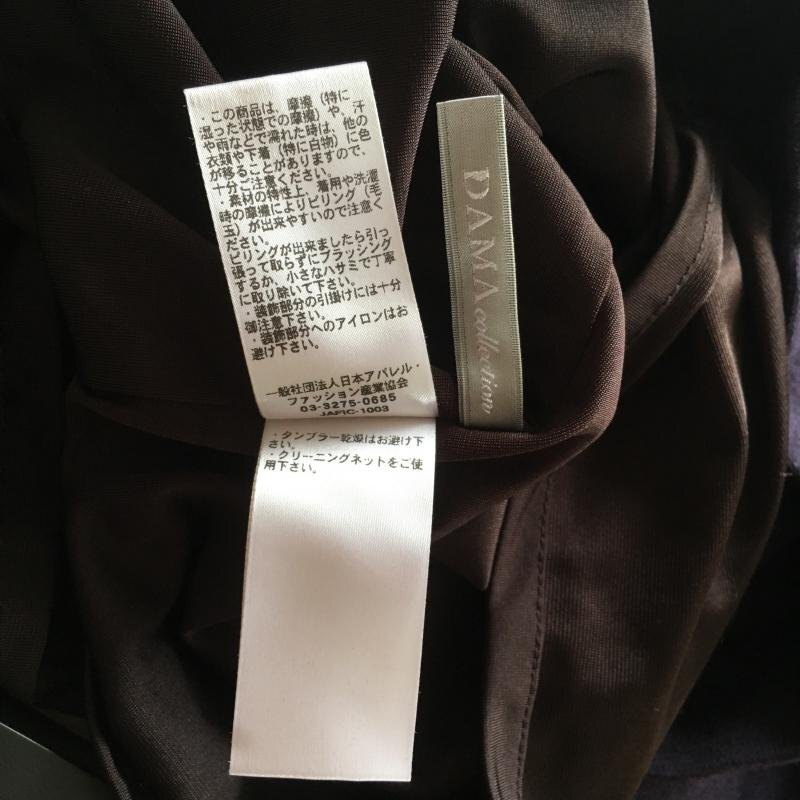 ・この商品は、摩擦（特に
湿った状態での摩擦）や、汗
や雨などで濡れた時は、他の
衣類や下着（特に白物）に色
が移ることがありますので、
十分ご注意ください。
・素材の特性上、着用や洗濯
時の摩擦によりピリング（毛
玉）が出来やすいので注意く
ださい。
ピリングが出来ましたら引っ
張って取らずにブラッシング
するか、小さなハサミで丁寧
に取り除いて下さい。
・装飾部分の引掛けには十分
御注意下さい。
・装飾部分へのアイロンはお
避け下さい。
一般社団法人日本アパレル・
ファッション産業協会
03-3275-0685
JAFIC-1003
・タンブラー乾燥はお避け下
さい。
・クリーニングネットをご使
用下さい。
DAMA collection